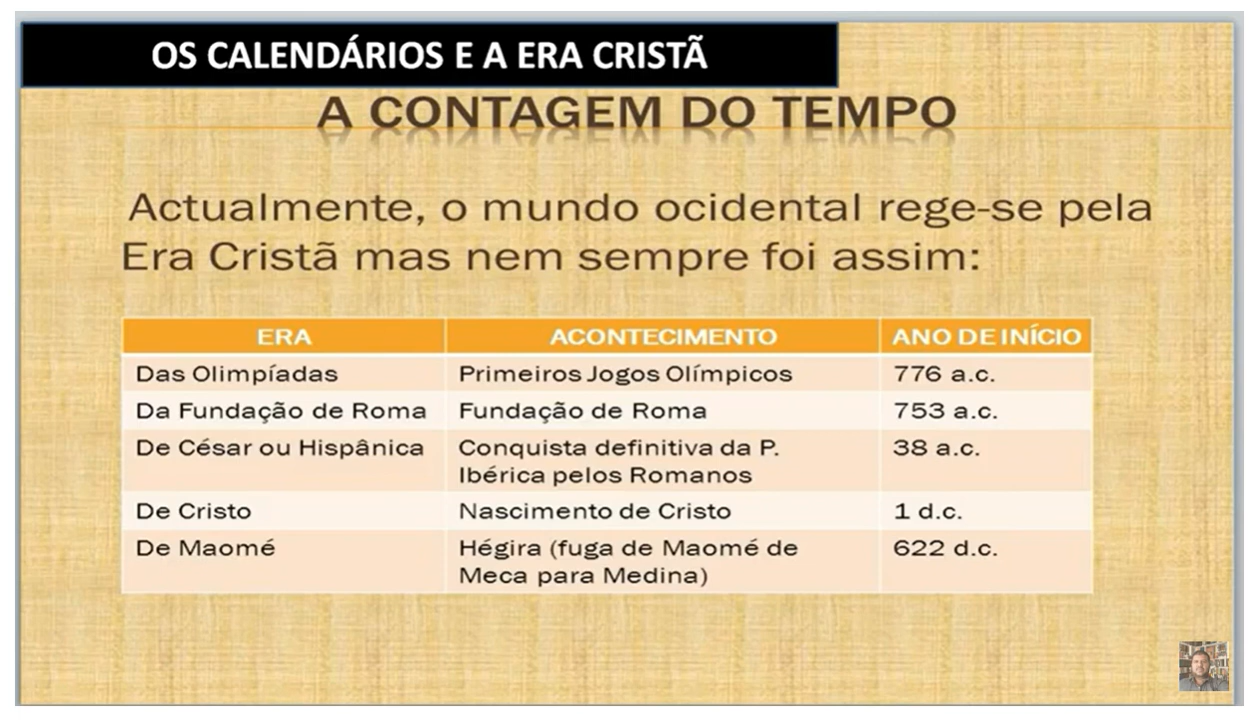 OS CALENDÁRIOS E A ERA CRISTÃ
A CONTAGEM DO TEMPO
Actualmente, o mundo ocidental rege-se pela
Era Cristã mas nem sempre foi assim:
ERA ACONTECIMENTO ANO DE INÍCIO
Das Olimpíadas Primeiros Jogos Olímpicos 776 a.c.
Da Fundação de Roma Fundação de Roma 753 a.c.
De César ou Hispânica Conquista definitiva da P. 38 a.c.
Ibérica pelos Romanos
De Cristo Nascimento de Cristo 1 d.c.
De Maomé Hégira (fuga de Maomé de 622 d.c.
Meca para Medina)